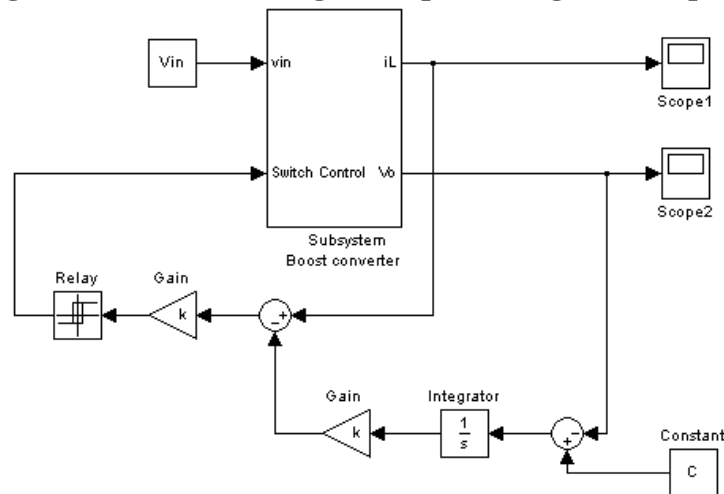 Vin
vin
iL
Scope1
Switch Control
Vo
Scope2
Subsystem
Boost converter
Relay
Gain
k
Gain
k
Integrator
1
s
Constant
C